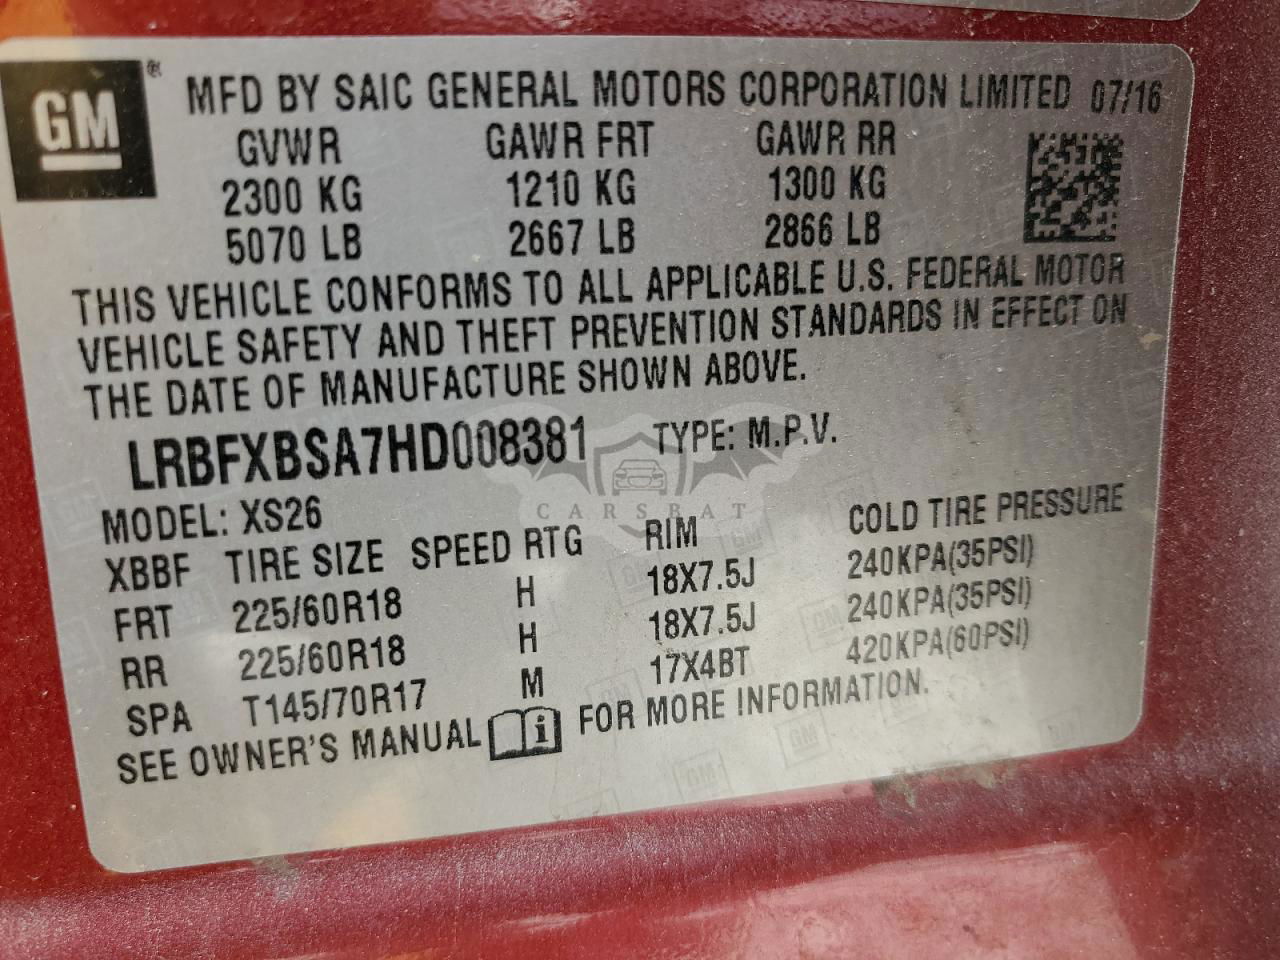 GM® MFD BY SAIC GENERAL MOTORS CORPORATION LIMITED 07/16
GVWR GAWR FRT GAWR RR
2300 KG 1210 KG 1300 KG
5070 LB 2667 LB 2866 LB
THIS VEHICLE CONFORMS TO ALL APPLICABLE U.S. FEDERAL MOTOR
VEHICLE SAFETY AND THEFT PREVENTION STANDARDS IN EFFECT ON
THE DATE OF MANUFACTURE SHOWN ABOVE.
LRBFXBSA7HD008381 TYPE: M.P.V.
CARSBAT
MODEL: XS26
XBBF TIRE SIZE SPEED RTG RIM COLD TIRE PRESSURE
FRT 225/60R18 H 18X7.5J 240KPA(35PSI)
RR 225/60R18 H 18X7.5J 240KPA(35PSI)
SPA T145/70R17 M 17X4BT 420KPA(60PSI)
SEE OWNER'S MANUAL i FOR MORE INFORMATION.